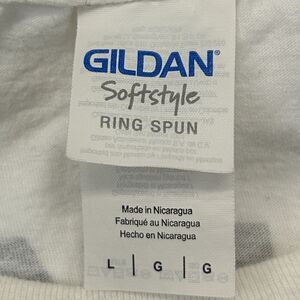 GILDAN®
Softstyle
RING SPUN
Made in Nicaragua
Fabriqué au Nicaragua
Hecho en Nicaragua
L | G | G